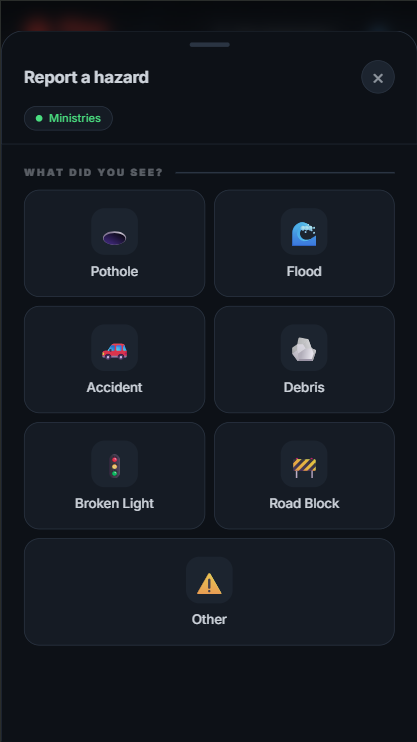 Report a hazard
Ministries
WHAT DID YOU SEE?
Pothole
Flood
Accident
Debris
Broken Light
Road Block
Other